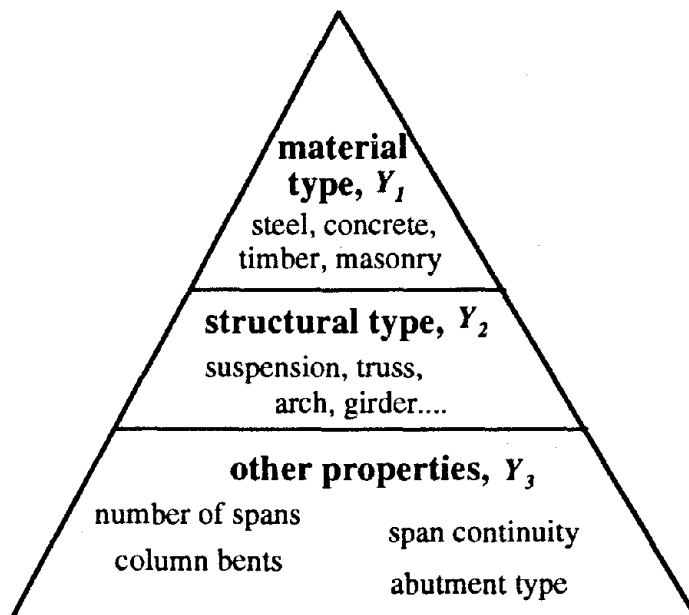 material
type, Y1
steel, concrete,
timber, masonry
structural type, Y2
suspension, truss,
arch, girder....
other properties, Y3
number of spans
span continuity
column bents
abutment type